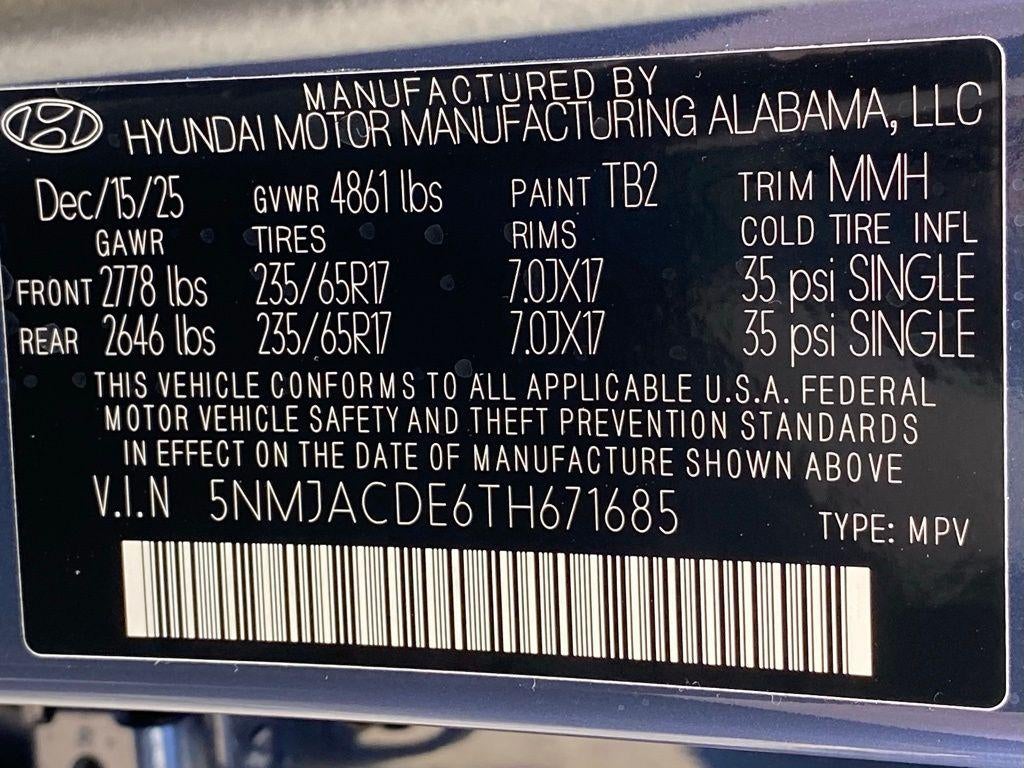 MANUFACTURED BY
HYUNDAI MOTOR MANUFACTURING ALABAMA, LLC
Dec/15/25 GVWR 4861 lbs PAINT TB2 TRIM MMH
GAWR TIRES RIMS COLD TIRE INFL
FRONT 2778 lbs 235/65R17 7.0JX17 35 psi SINGLE
REAR 2646 lbs 235/65R17 7.0JX17 35 psi SINGLE
THIS VEHICLE CONFORMS TO ALL APPLICABLE U.S.A. FEDERAL
MOTOR VEHICLE SAFETY AND THEFT PREVENTION STANDARDS
IN EFFECT ON THE DATE OF MANUFACTURE SHOWN ABOVE
V.I.N 5NMJACDE6TH671685 TYPE: MPV